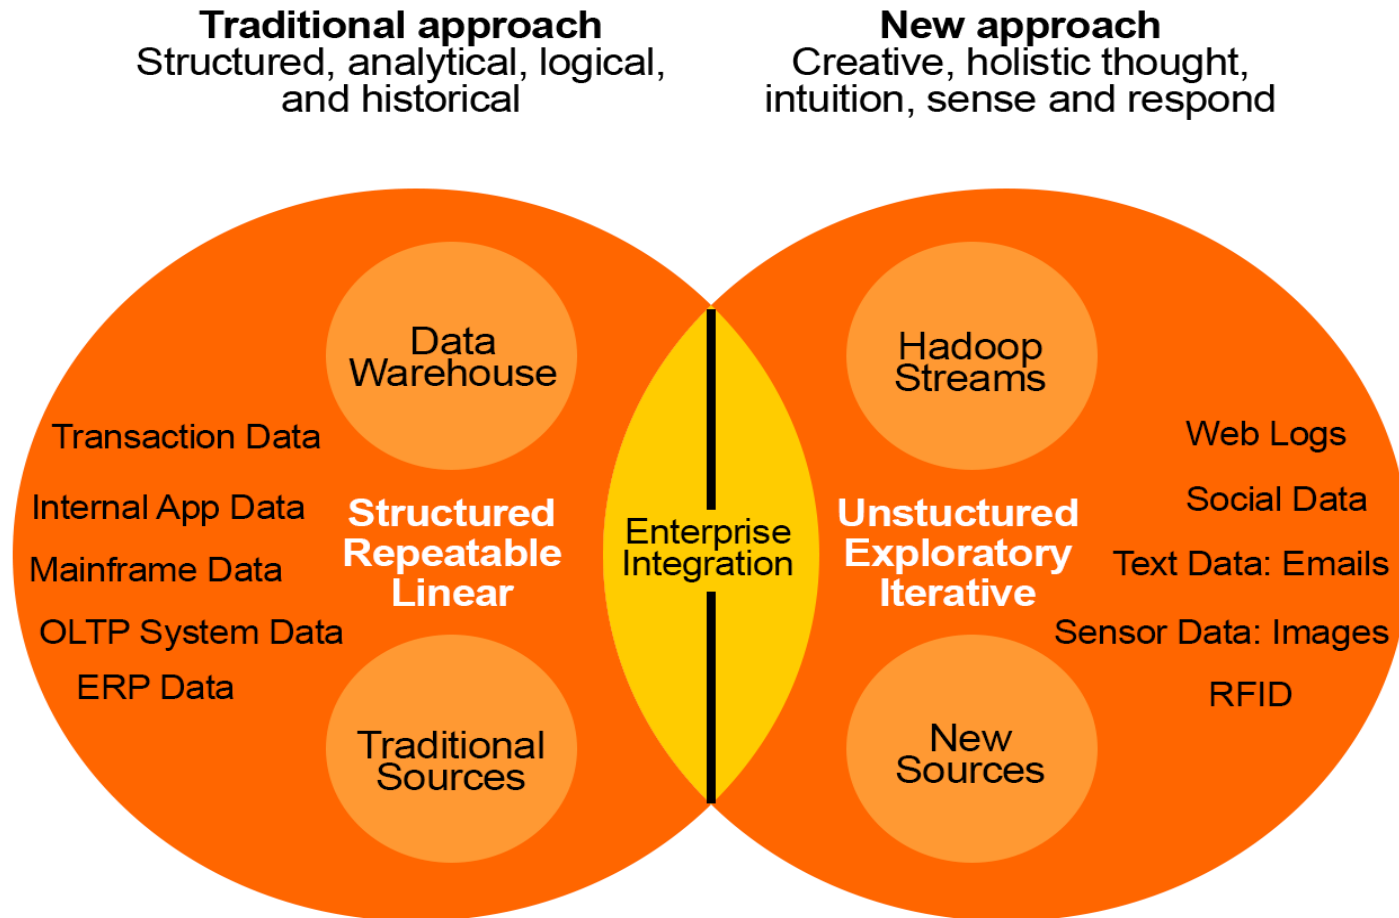 Traditional approach
Structured, analytical, logical,
and historical
New approach
Creative, holistic thought,
intuition, sense and respond
Data
Warehouse
Transaction Data
Internal App Data
Mainframe Data
OLTP System Data
ERP Data
Structured
Repeatable
Linear
Traditional
Sources
Enterprise
Integration
Hadoop
Streams
Unstuctured
Exploratory
Iterative
Web Logs
Social Data
Text Data: Emails
Sensor Data: Images
RFID
New
Sources